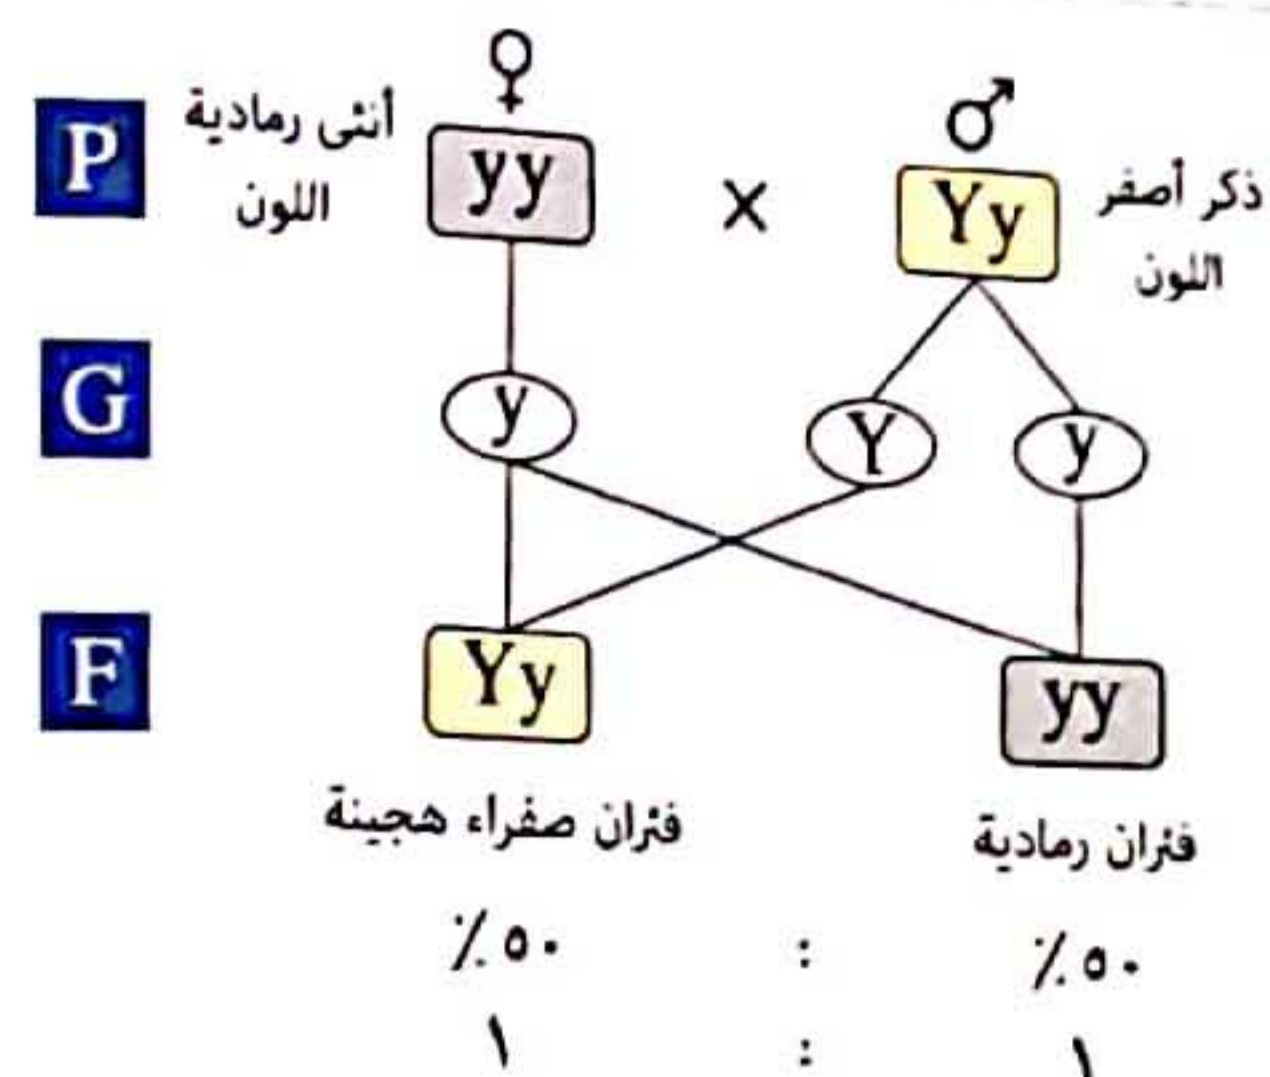 ♀
♂
P
أنثى رمادية
اللون
yy
×
Yy
ذكر أصفر
اللون
G
y
Y
y
F
Yy
yy
فئران صفراء هجينة
فئران رمادية
٪٥٠ : ٪٥٠
١ : ١